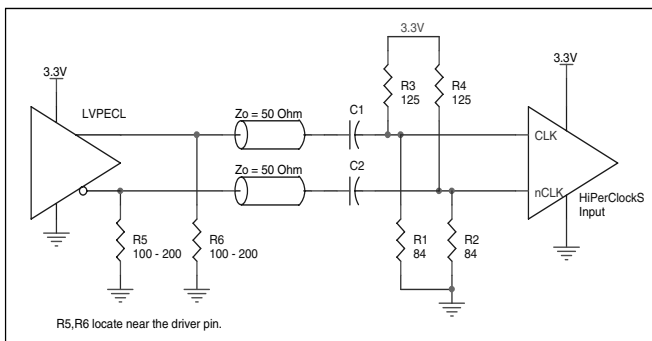 3.3V
3.3V
3.3V
R3
125
R4
125
LVPECL
Zo = 50 Ohm
C1
CLK
Zo = 50 Ohm
C2
nCLK
HiPerClockS
Input
R5
100 - 200
R6
100 - 200
R1
84
R2
84
R5,R6 locate near the driver pin.